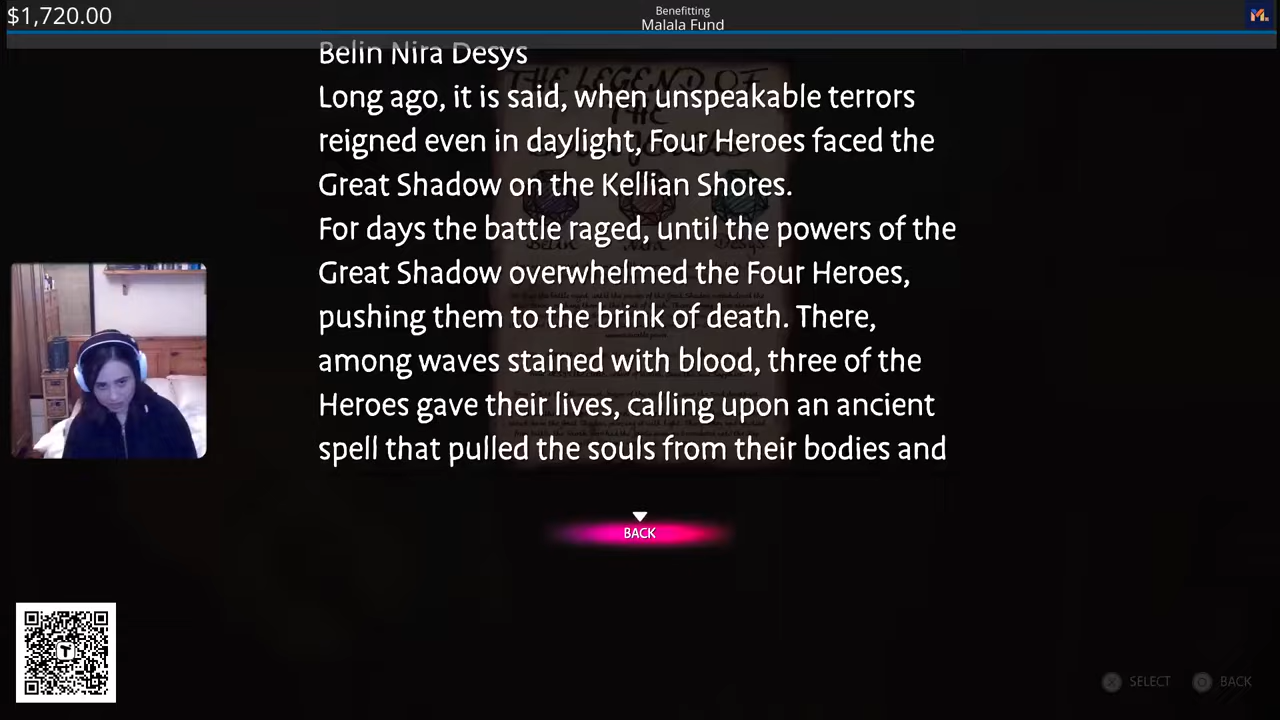 $1,720.00
Benefitting
Malala Fund
Belin Nira Desys
THE LEGEND OF
THE
Long ago, it is said, when unspeakable terrors
reigned even in daylight, Four Heroes faced the
Great Shadow on the Kellian Shores.
For days the battle raged, until the powers of the
Great Shadow overwhelmed the Four Heroes,
pushing them to the brink of death. There,
among waves stained with blood, three of the
Heroes gave their lives, calling upon an ancient
spell that pulled the souls from their bodies and
BACK
SELECT
BACK